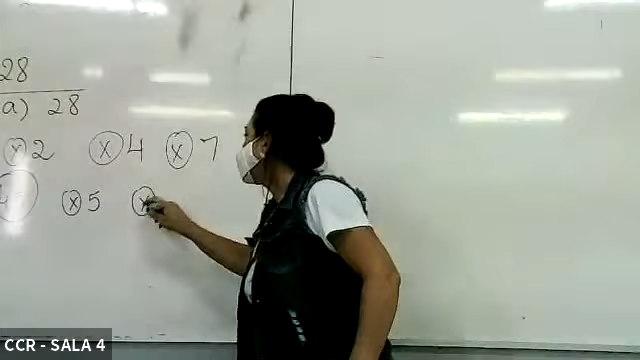 28
a) 28
(x) 2 (x) 4 (x) 7
(x) 5 (x)
CCR - SALA 4